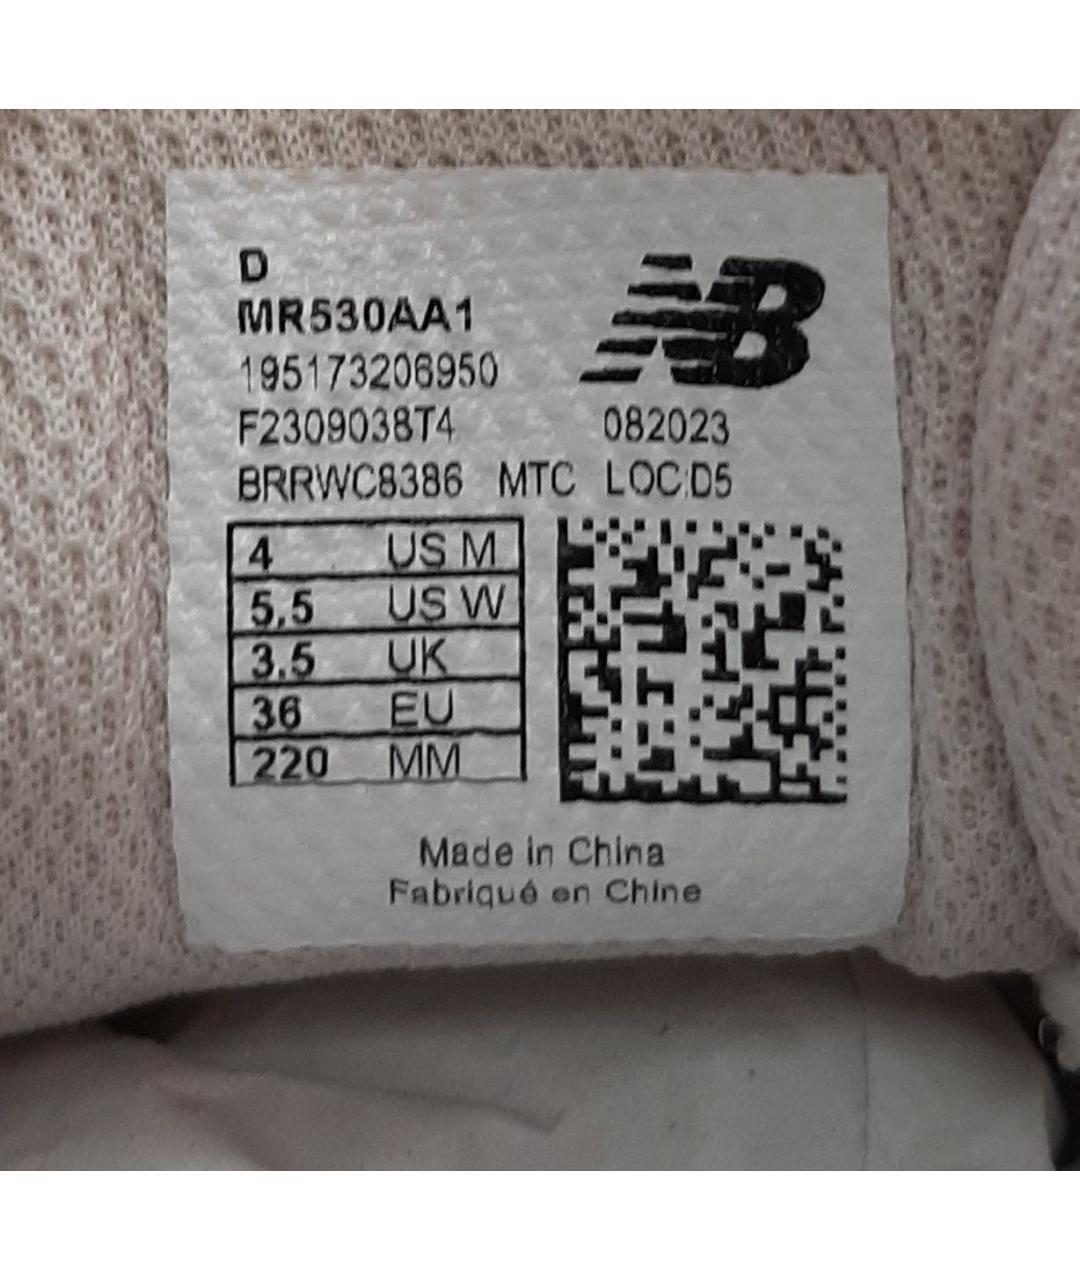 D
MR530AA1
NB
195173206950
F2309038T4 082023
BRRWC8386 MTC LOC:D5
4 US M
5.5 US W
3.5 UK
36 EU
220 MM
Made in China
Fabriqué en Chine